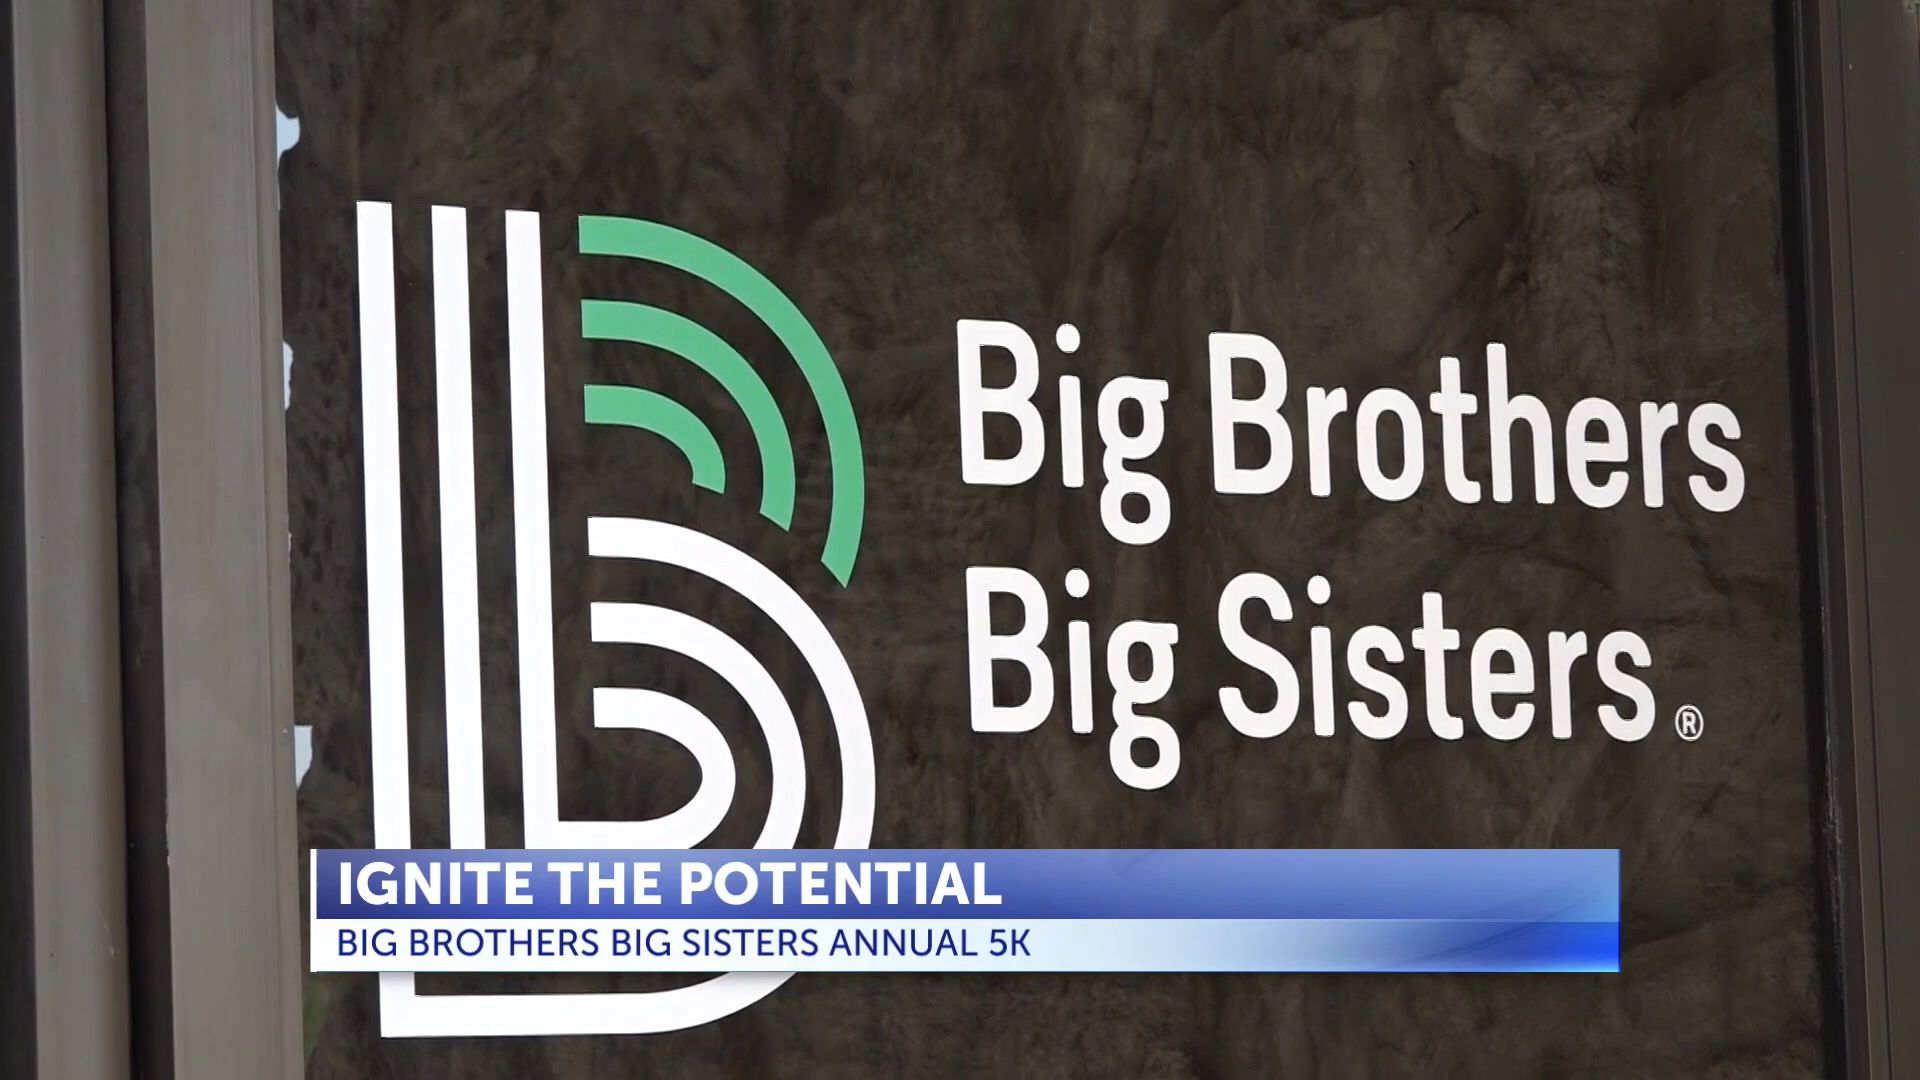 Big Brothers
Big Sisters®
IGNITE THE POTENTIAL
BIG BROTHERS BIG SISTERS ANNUAL 5K